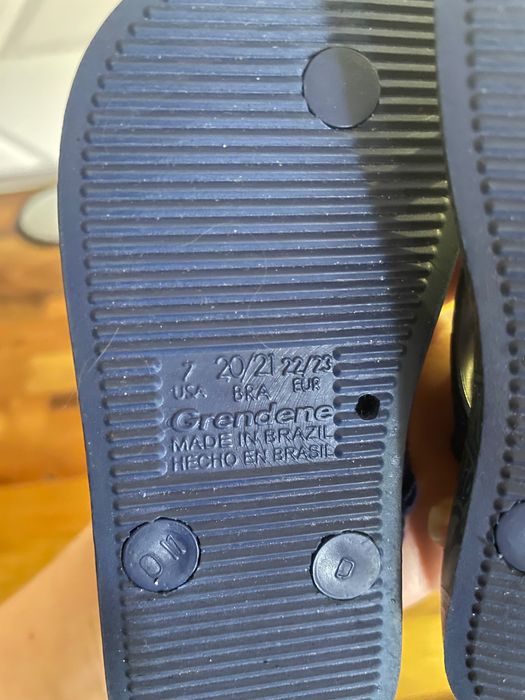 7 20/21 22/23
USA BRA EUR
Grendene
MADE IN BRAZIL
HECHO EN BRASIL